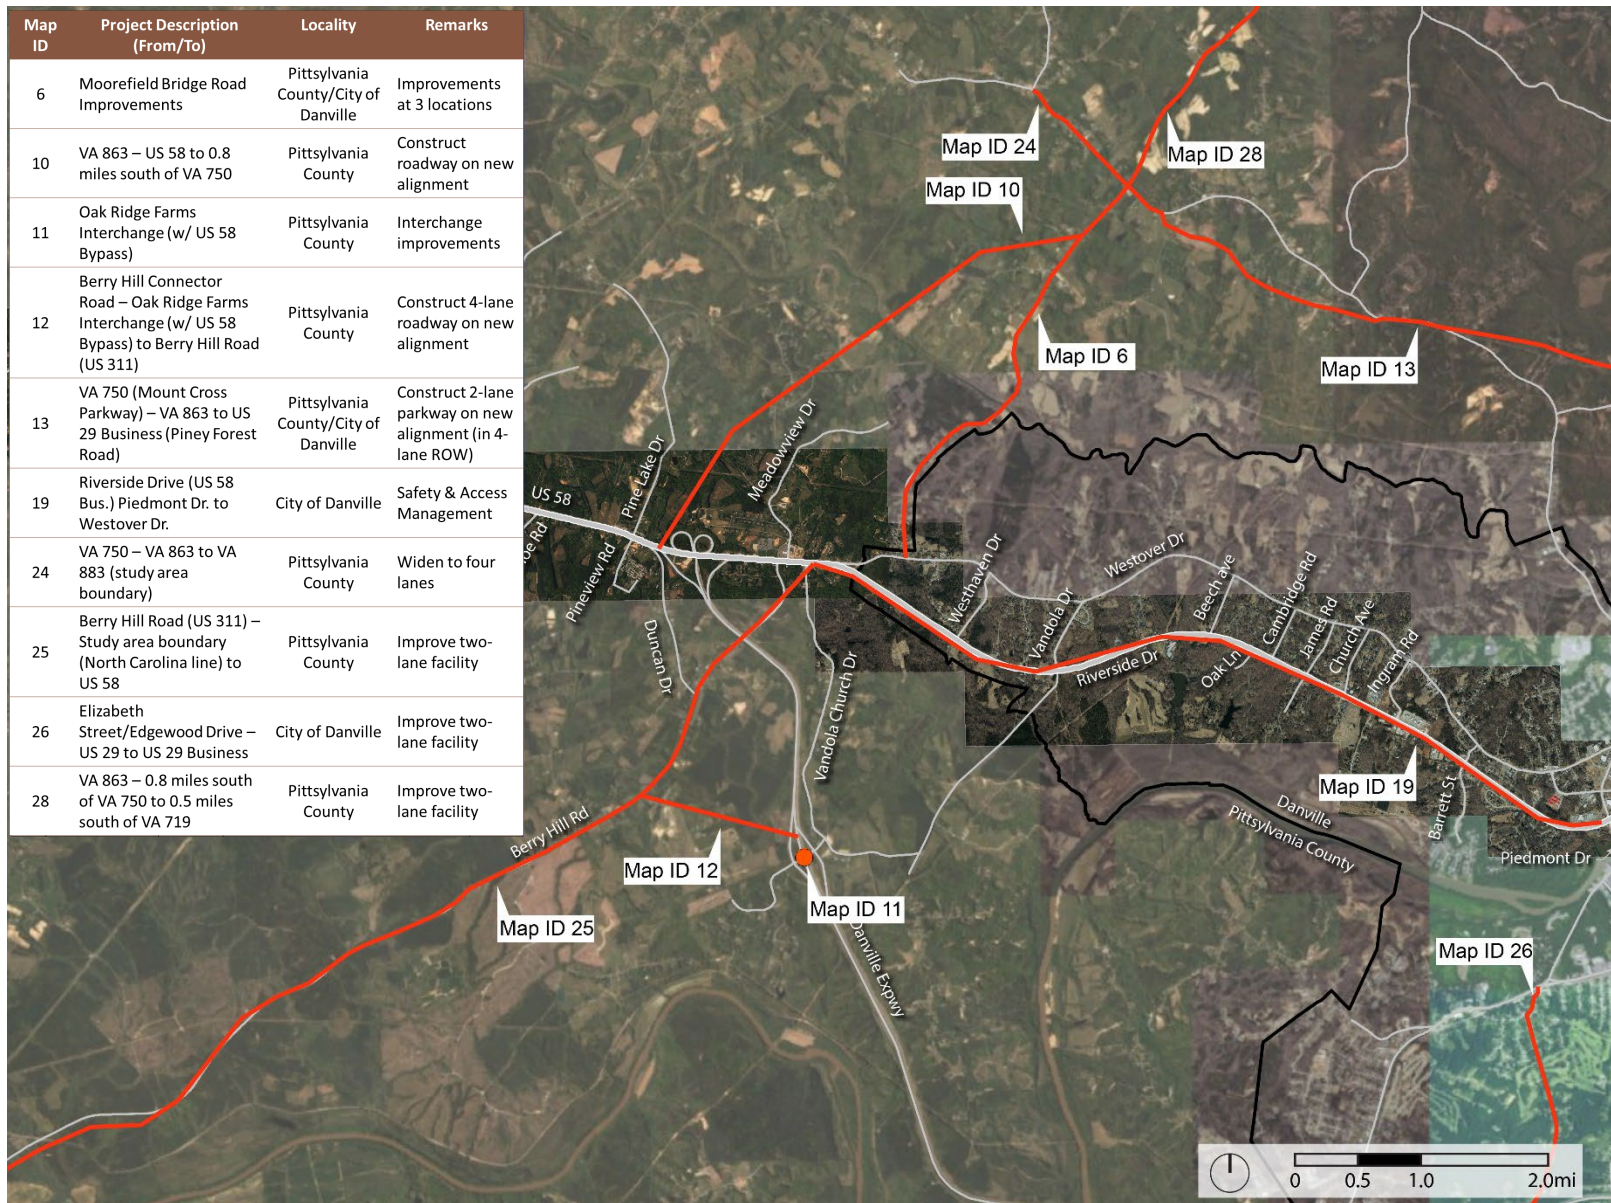 Map ID
Project Description (From/To)
Locality
Remarks
6
Moorefield Bridge Road
Improvements
Pittsylvania
County/City of
Danville
Improvements
at 3 locations
10
VA 863 – US 58 to 0.8
miles south of VA 750
Pittsylvania
County
Construct
roadway on new
alignment
11
Oak Ridge Farms
Interchange (w/ US 58
Bypass)
Pittsylvania
County
Interchange
improvements
12
Berry Hill Connector
Road – Oak Ridge Farms
Interchange (w/ US 58
Bypass) to Berry Hill Road
(US 311)
Pittsylvania
County
Construct 4-lane
roadway on new
alignment
13
VA 750 (Mount Cross
Parkway) – VA 863 to US
29 Business (Piney Forest
Road)
Pittsylvania
County/City of
Danville
Construct 2-lane
parkway on new
alignment (in 4-
lane ROW)
19
Riverside Drive (US 58
Bus.) Piedmont Dr. to
Westover Dr.
City of Danville
Safety & Access
Management
24
VA 750 – VA 863 to VA
883 (study area
boundary)
Pittsylvania
County
Widen to four
lanes
25
Berry Hill Road (US 311) –
Study area boundary
(North Carolina line) to
US 58
Pittsylvania
County
Improve two-
lane facility
26
Elizabeth
Street/Edgewood Drive –
US 29 to US 29 Business
City of Danville
Improve two-
lane facility
28
VA 863 – 0.8 miles south
of VA 750 to 0.5 miles
south of VA 719
Pittsylvania
County
Improve two-
lane facility
Map ID 24
Map ID 28
Map ID 10
Map ID 6
Map ID 13
US 58
Pine Lake Dr
Meadowview Dr
Pineview Rd
Duncan Dr
Vandola Church Dr
Westhaven Dr
Vandola Dr
Westover Dr
Beech ave
Cambridge Rd
James Rd
Church Ave
Ingram Rd
Riverside Dr
Oak Ln
Map ID 19
Barrett St
Piedmont Dr
Danville
Pittsylvania County
Berry Hill Rd
Map ID 12
Map ID 11
Map ID 25
Danville Expwy
Map ID 26
0 0.5 1.0 2.0mi